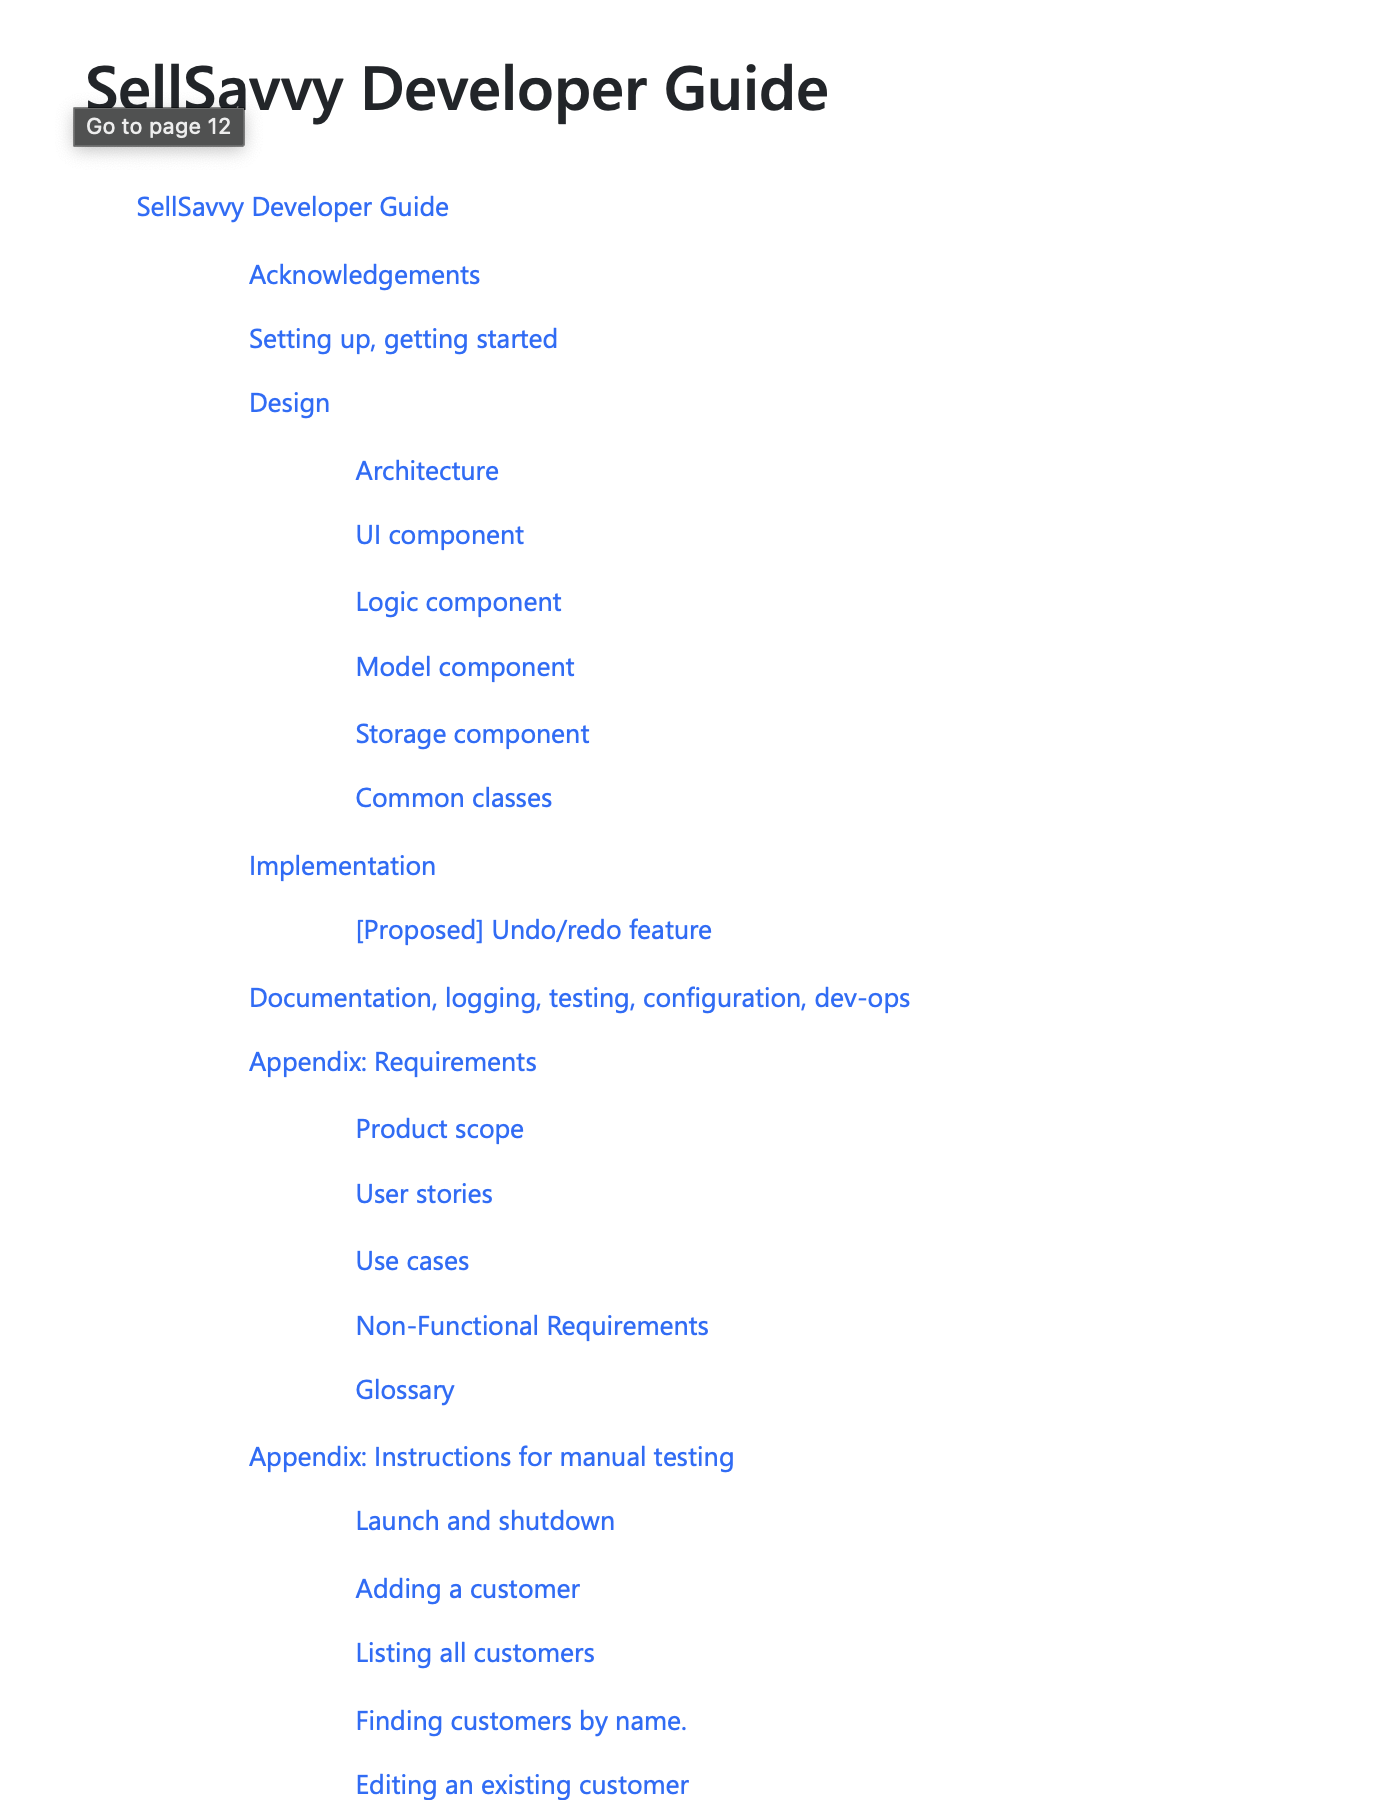 SellSavvy Developer Guide
Go to page 12
SellSavvy Developer Guide
Acknowledgements
Setting up, getting started
Design
Architecture
UI component
Logic component
Model component
Storage component
Common classes
Implementation
[Proposed] Undo/redo feature
Documentation, logging, testing, configuration, dev-ops
Appendix: Requirements
Product scope
User stories
Use cases
Non-Functional Requirements
Glossary
Appendix: Instructions for manual testing
Launch and shutdown
Adding a customer
Listing all customers
Finding customers by name.
Editing an existing customer